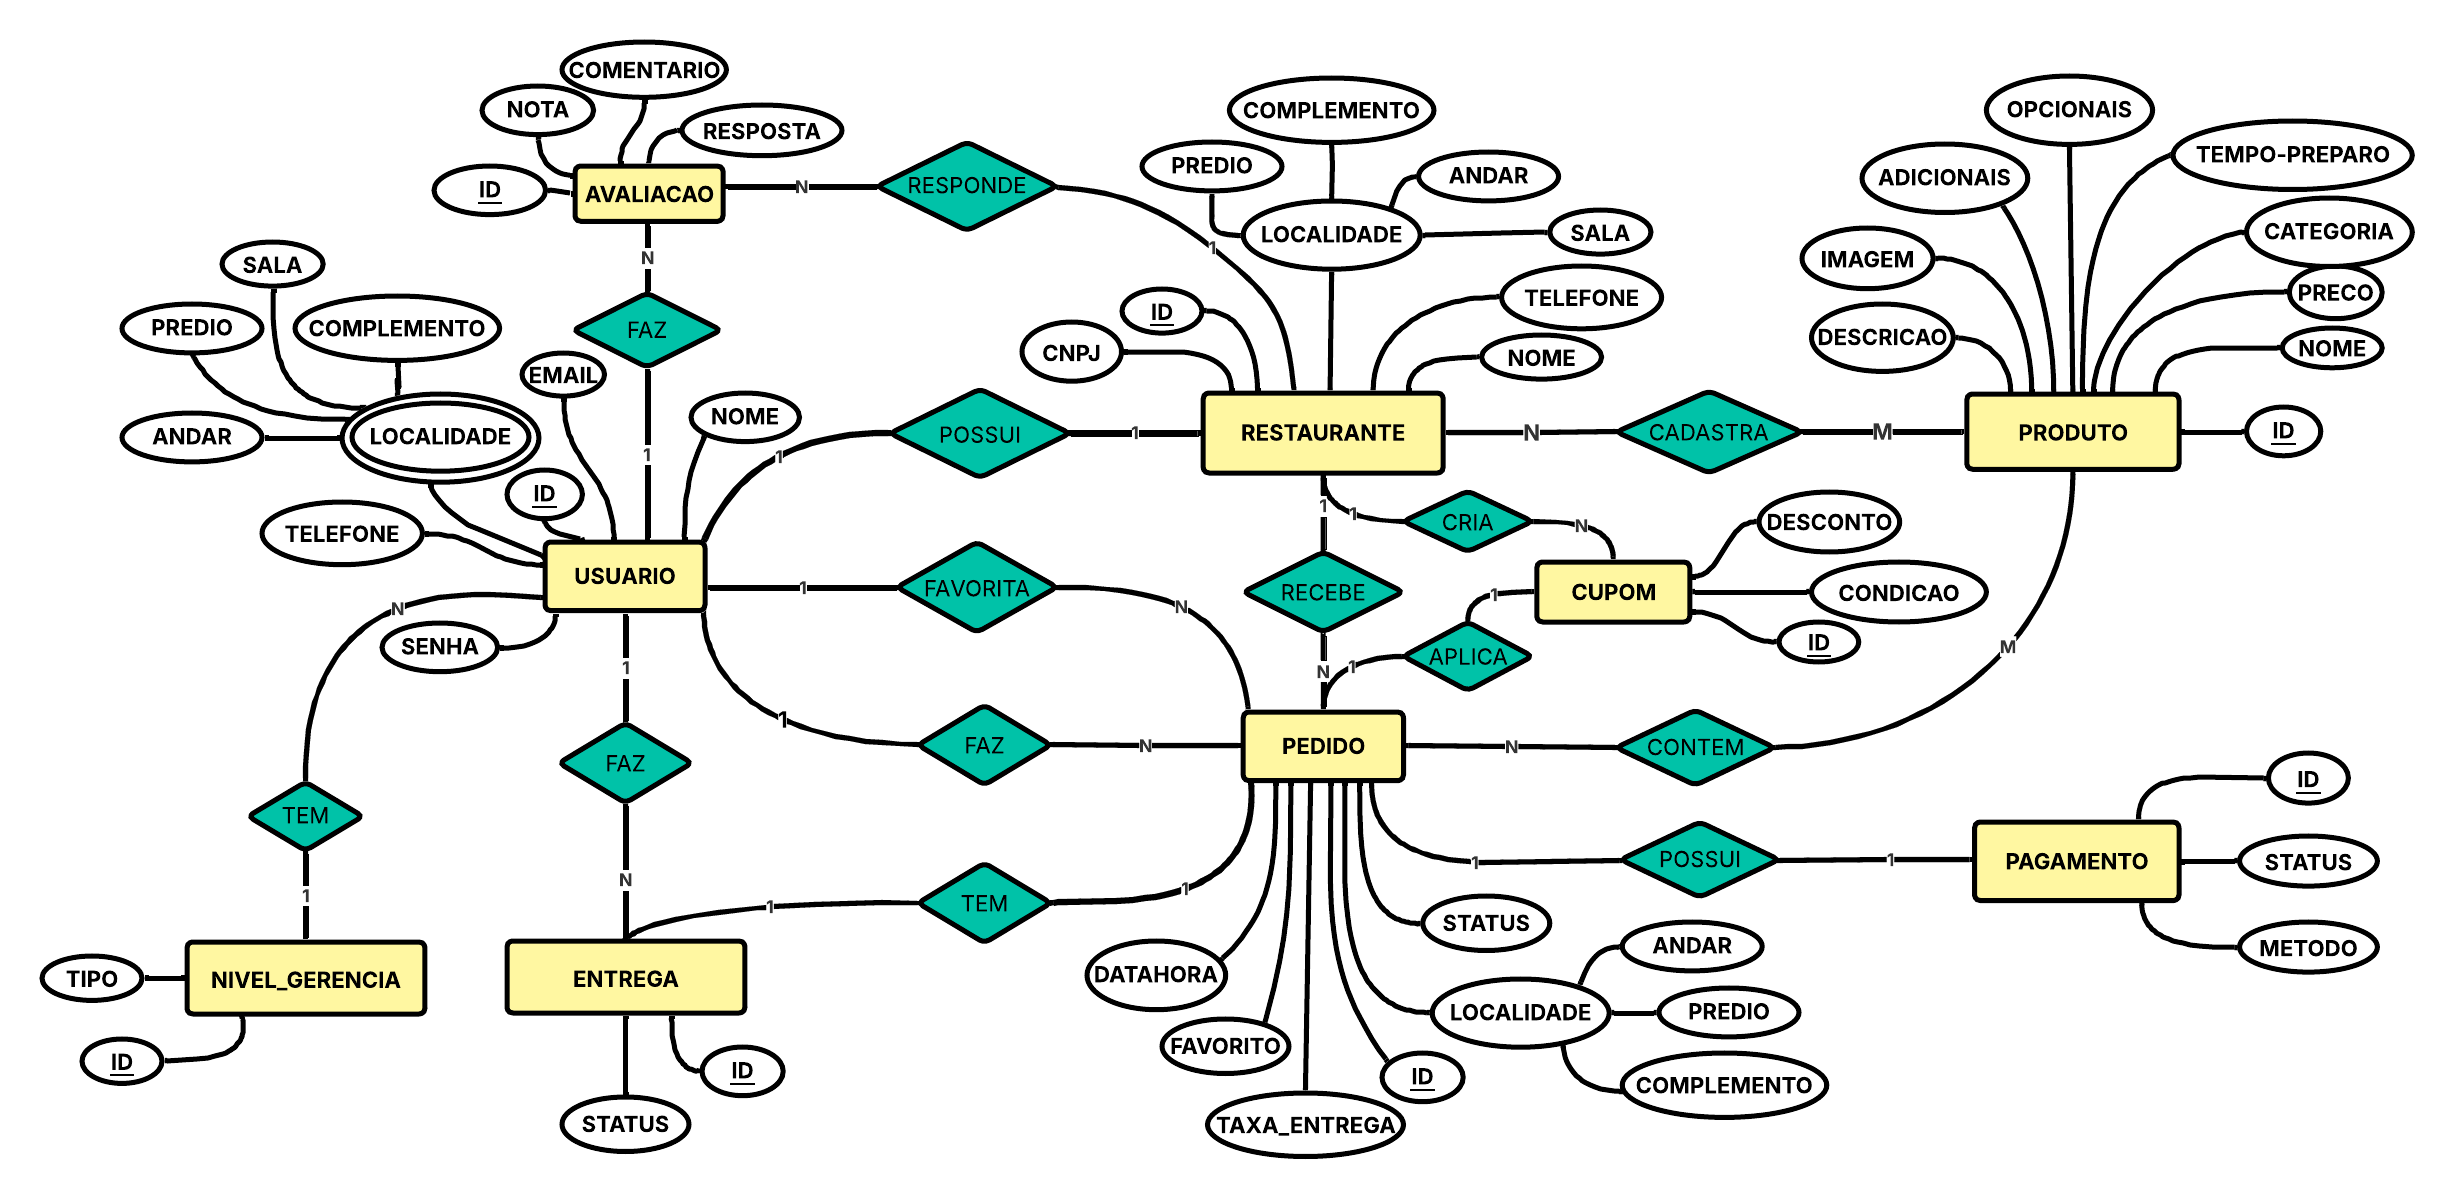 COMENTARIO
NOTA
RESPOSTA
ID
AVALIACAO
N
RESPONDE
1
N
FAZ
1
SALA
PREDIO
COMPLEMENTO
ANDAR
LOCALIDADE
EMAIL
NOME
ID
TELEFONE
USUARIO
SENHA
COMPLEMENTO
PREDIO
ANDAR
LOCALIDADE
SALA
ID
TELEFONE
CNPJ
NOME
1
POSSUI
1
RESTAURANTE
N
CADASTRA
M
OPCIONAIS
ADICIONAIS
TEMPO-PREPARO
IMAGEM
CATEGORIA
DESCRICAO
PRECO
NOME
PRODUTO
ID
1
1
CRIA
N
DESCONTO
CUPOM
CONDICAO
ID
1
FAVORITA
N
RECEBE
N
1
APLICA
1
N
TEM
1
1
FAZ
N
1
FAZ
N
PEDIDO
N
CONTEM
M
1
TEM
1
1
POSSUI
1
PAGAMENTO
ID
STATUS
METODO
TIPO
NIVEL_GERENCIA
ID
ENTREGA
ID
STATUS
STATUS
DATAHORA
FAVORITO
TAXA_ENTREGA
ID
LOCALIDADE
ANDAR
PREDIO
COMPLEMENTO